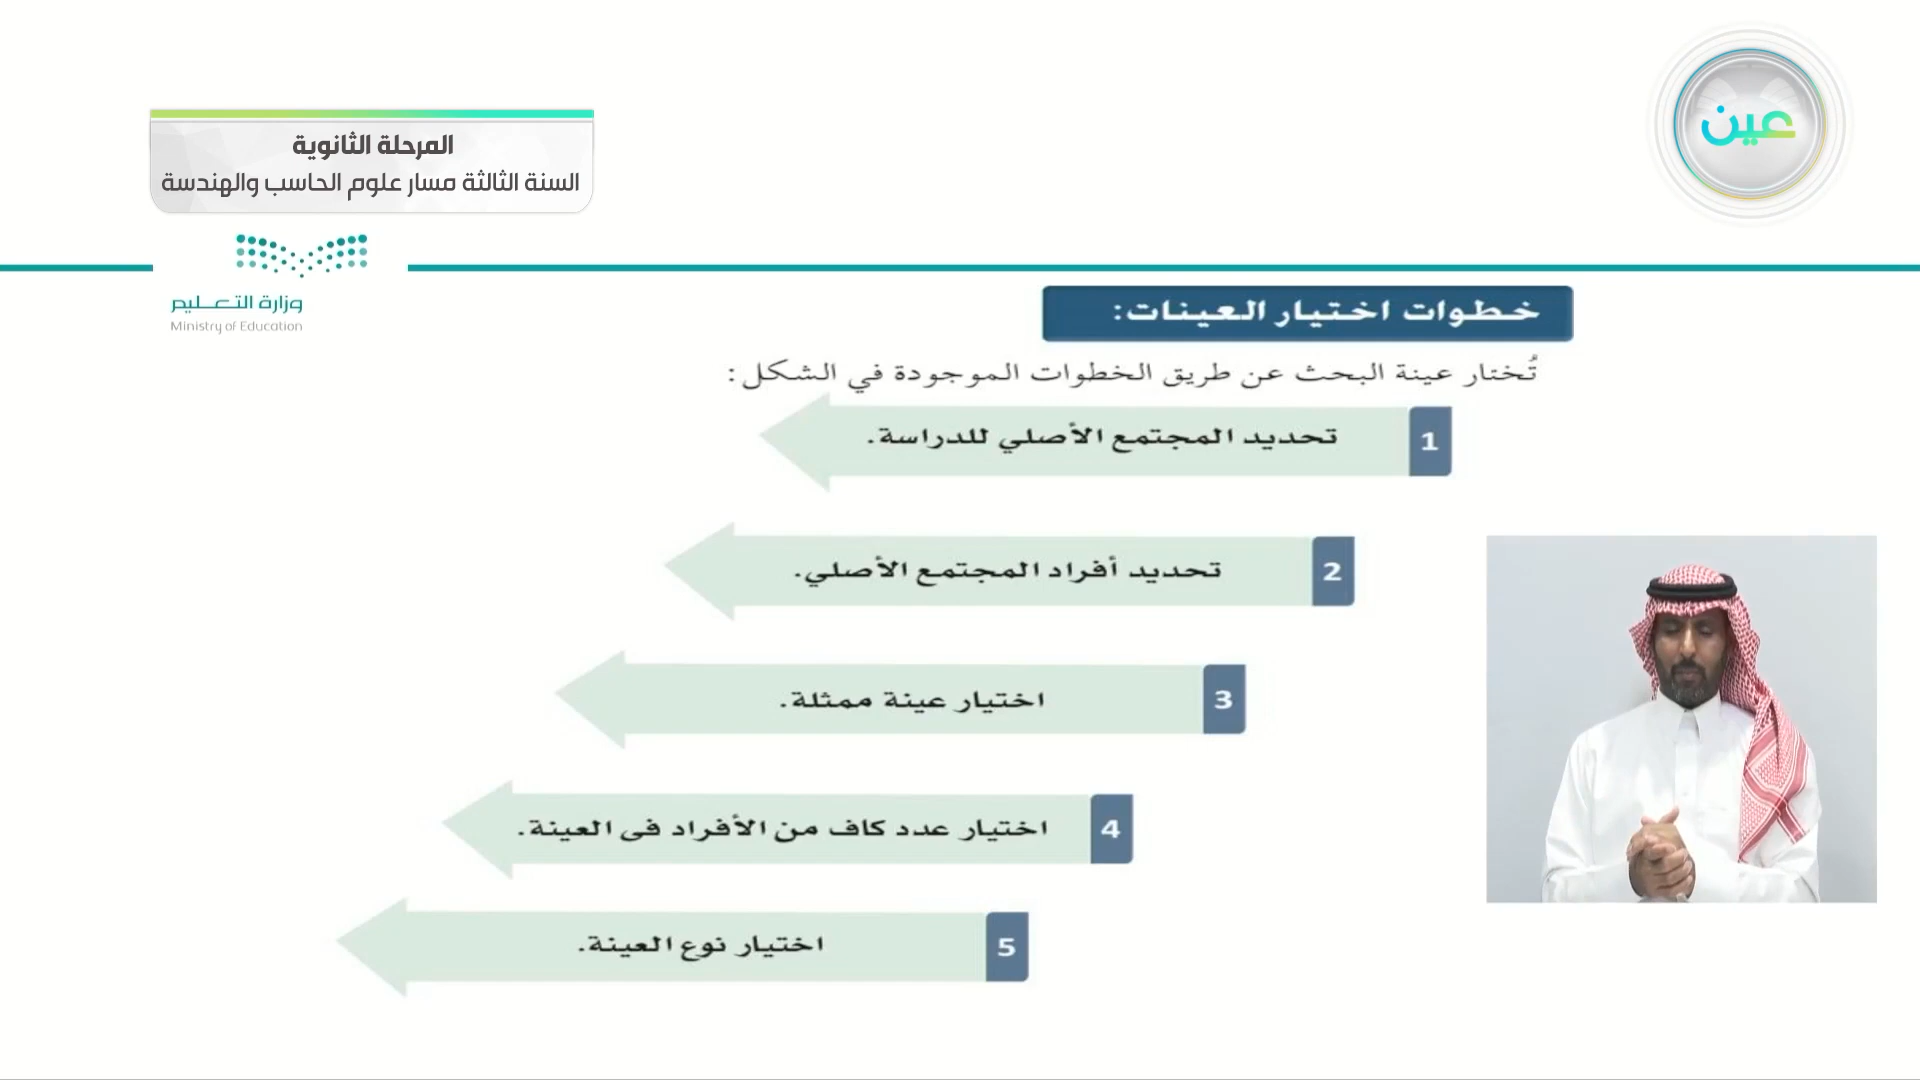 عين
المرحلة الثانوية
السنة الثالثة مسار علوم الحاسب والهندسة
وزارة التعليم
Ministry of Education
خطوات اختيار العينات:
تُختار عينة البحث عن طريق الخطوات الموجودة في الشكل:
1 تحديد المجتمع الأصلي للدراسة.
2 تحديد أفراد المجتمع الأصلي.
3 اختيار عينة ممثلة.
4 اختيار عدد كاف من الأفراد فى العينة.
5 اختيار نوع العينة.